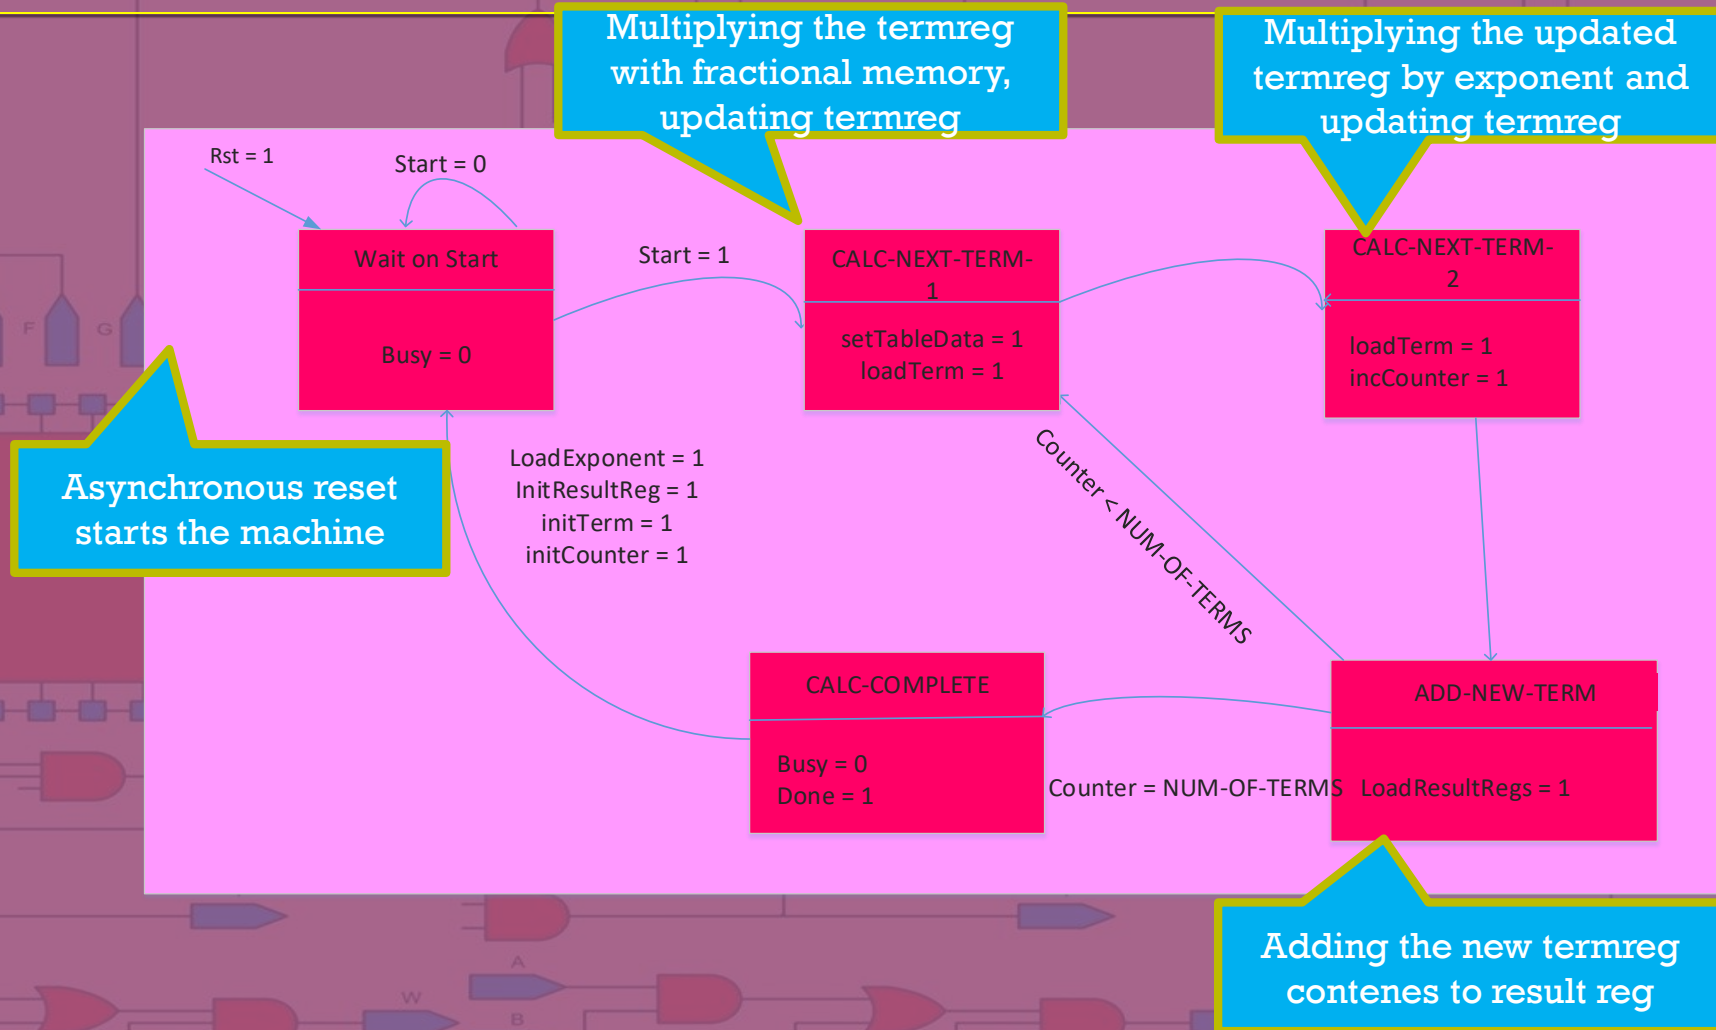 Multiplying the termreg
with fractional memory,
updating termreg
Multiplying the updated
termreg by exponent and
updating termreg
Rst = 1
Start = 0
Wait on Start
Busy = 0
Start = 1
CALC-NEXT-TERM-
1
setTableData = 1
loadTerm = 1
CALC-NEXT-TERM-
2
loadTerm = 1
incCounter = 1
F
G
Asynchronous reset
starts the machine
LoadExponent = 1
InitResultReg = 1
initTerm = 1
initCounter = 1
Counter < NUM-OF-TERMS
CALC-COMPLETE
Busy = 0
Done = 1
Counter = NUM-OF-TERMS
ADD-NEW-TERM
LoadResultRegs = 1
Adding the new termreg
contenes to result reg
A
W
B